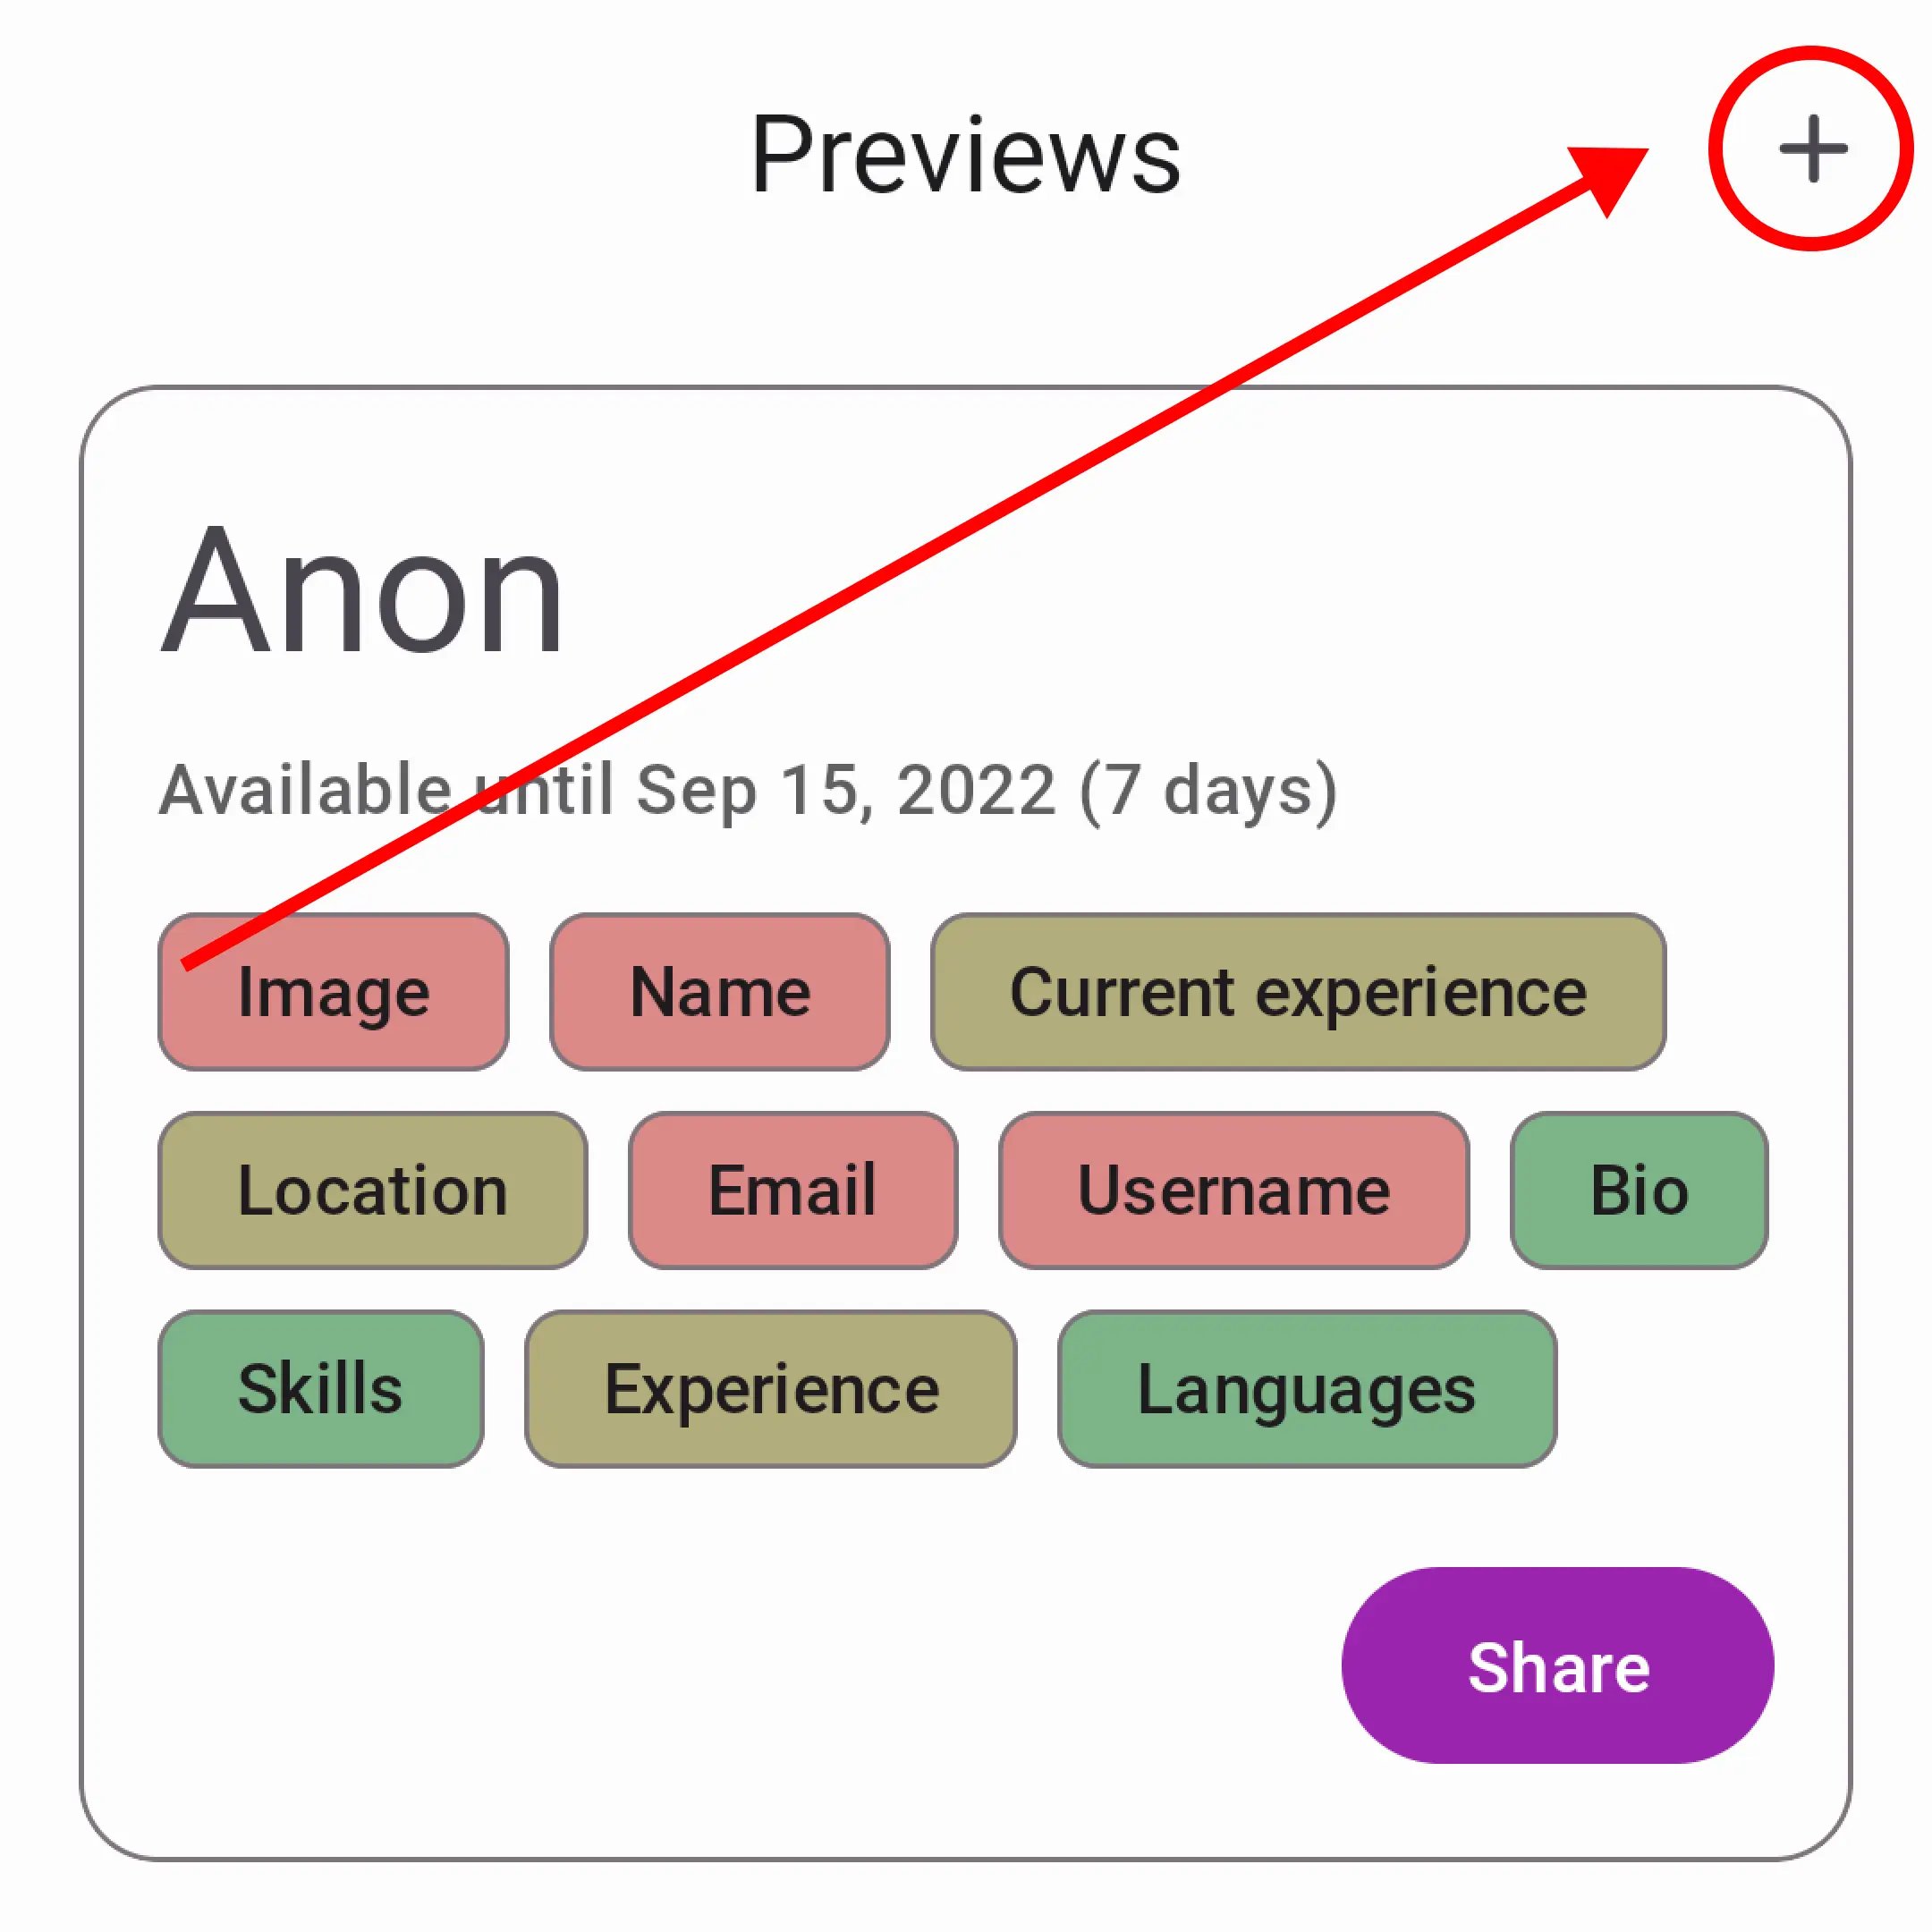 Previews
Anon
Available until Sep 15, 2022 (7 days)
Image Name Current experience
Location Email Username Bio
Skills Experience Languages
Share